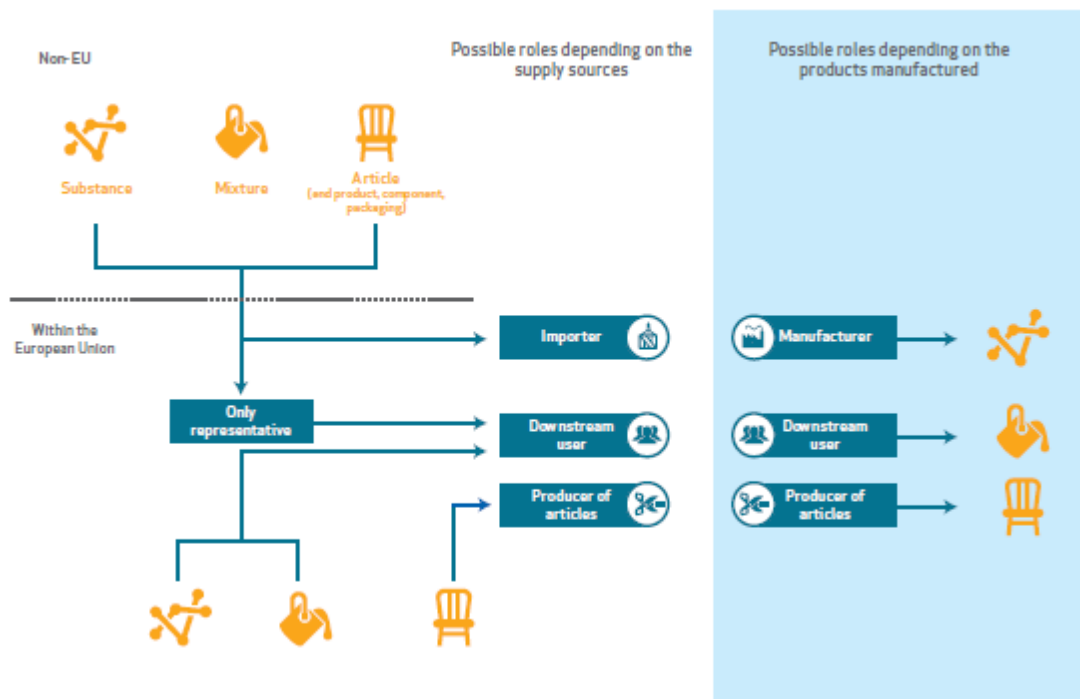 Non-EU
Possible roles depending on the
supply sources
Possible roles depending on the
products manufactured
Substance
Mixture
Article
(end product, component,
packaging)
Within the
European Union
Importer
Manufacturer
Only
representative
Downstream
user
Downstream
user
Producer of
articles
Producer of
articles